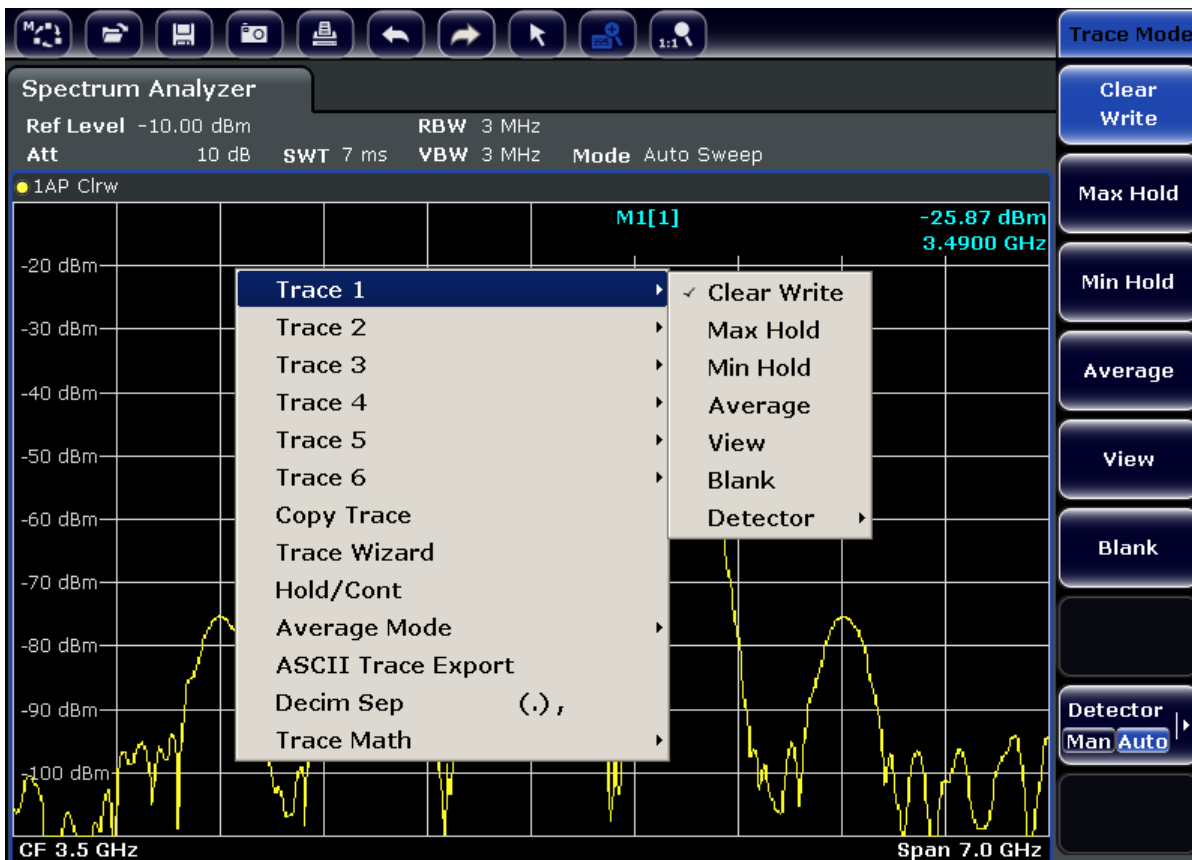 M
1:1
Trace Mode
Spectrum Analyzer
Ref Level -10.00 dBm RBW 3 MHz
Att 10 dB SWT 7 ms VBW 3 MHz Mode Auto Sweep
1AP Clrw
M1[1] -25.87 dBm
3.4900 GHz
-20 dBm
-30 dBm
-40 dBm
-50 dBm
-60 dBm
-70 dBm
-80 dBm
-90 dBm
-100 dBm
Trace 1
Trace 2
Trace 3
Trace 4
Trace 5
Trace 6
Copy Trace
Trace Wizard
Hold/Cont
Average Mode
ASCII Trace Export
Decim Sep (.) ,
Trace Math
Clear Write
Max Hold
Min Hold
Average
View
Blank
Detector
CF 3.5 GHz Span 7.0 GHz
Clear
Write
Max Hold
Min Hold
Average
View
Blank
Detector
Man Auto